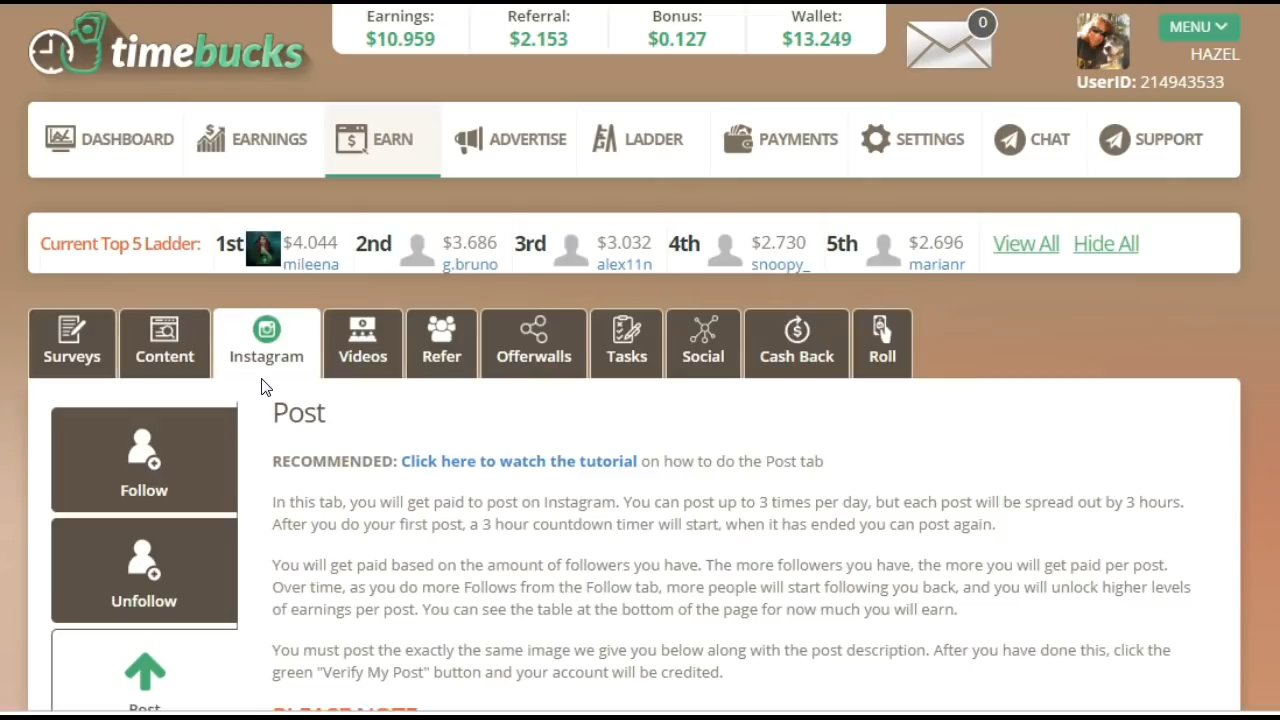 Earnings: Referral: Bonus: Wallet:
$10.959 $2.153 $0.127 $13.249
timebucks
0
MENU
HAZEL
UserID: 214943533
DASHBOARD EARNINGS EARN ADVERTISE LADDER PAYMENTS SETTINGS CHAT SUPPORT
Current Top 5 Ladder: 1st $4.044 2nd $3.686 3rd $3.032 4th $2.730 5th $2.696 View All Hide All
mileena g.bruno alex11n snoopy_ marianr
Surveys Content Instagram Videos Refer Offerwalls Tasks Social Cash Back Roll
Follow
Unfollow
Post
Post
RECOMMENDED: Click here to watch the tutorial on how to do the Post tab
In this tab, you will get paid to post on Instagram. You can post up to 3 times per day, but each post will be spread out by 3 hours.
After you do your first post, a 3 hour countdown timer will start, when it has ended you can post again.
You will get paid based on the amount of followers you have. The more followers you have, the more you will get paid per post.
Over time, as you do more Follows from the Follow tab, more people will start following you back, and you will unlock higher levels
of earnings per post. You can see the table at the bottom of the page for now much you will earn.
You must post the exactly the same image we give you below along with the post description. After you have done this, click the
green "Verify My Post" button and your account will be credited.
PLEASE NOTE